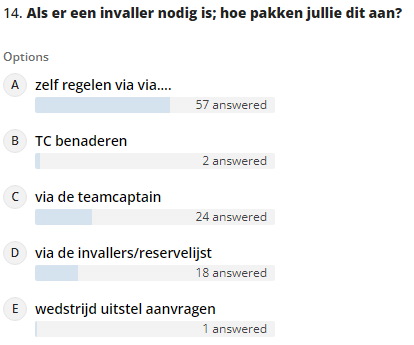 14. Als er een invaller nodig is; hoe pakken jullie dit aan?
Options
A zelf regelen via via....
57 answered
B TC benaderen
2 answered
C via de teamcaptain
24 answered
D via de invallers/reservelijst
18 answered
E wedstrijd uitstel aanvragen
1 answered